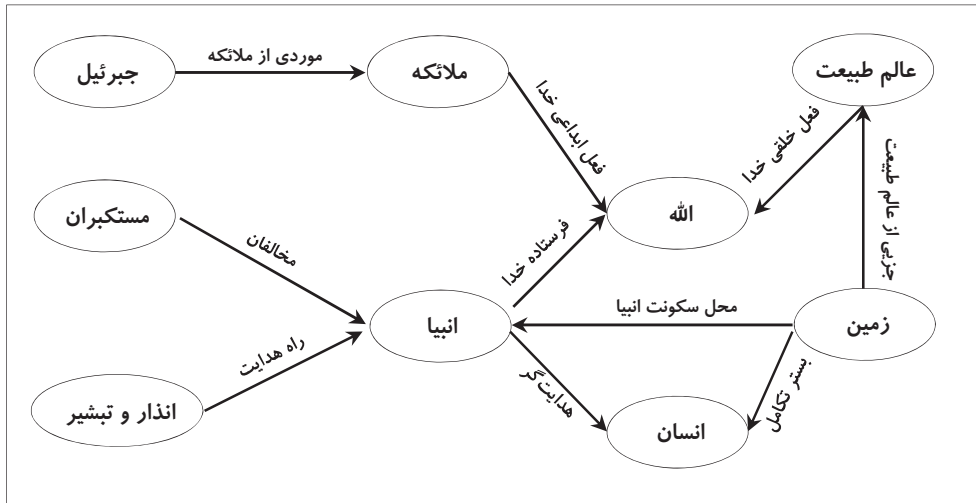 عالم طبیعت
ملائکه
موردی از ملائکه
جبرئیل
فعل خلقی خدا
فعل ابداعی خدا
جزیی از عالم طبیعت
الله
مستکبران
مخالفان
فرستاده خدا
زمین
محل سکونت انبیا
انبیا
راه هدایت
بستر تکامل
هدایت‌گر
انسان
انذار و تبشیر